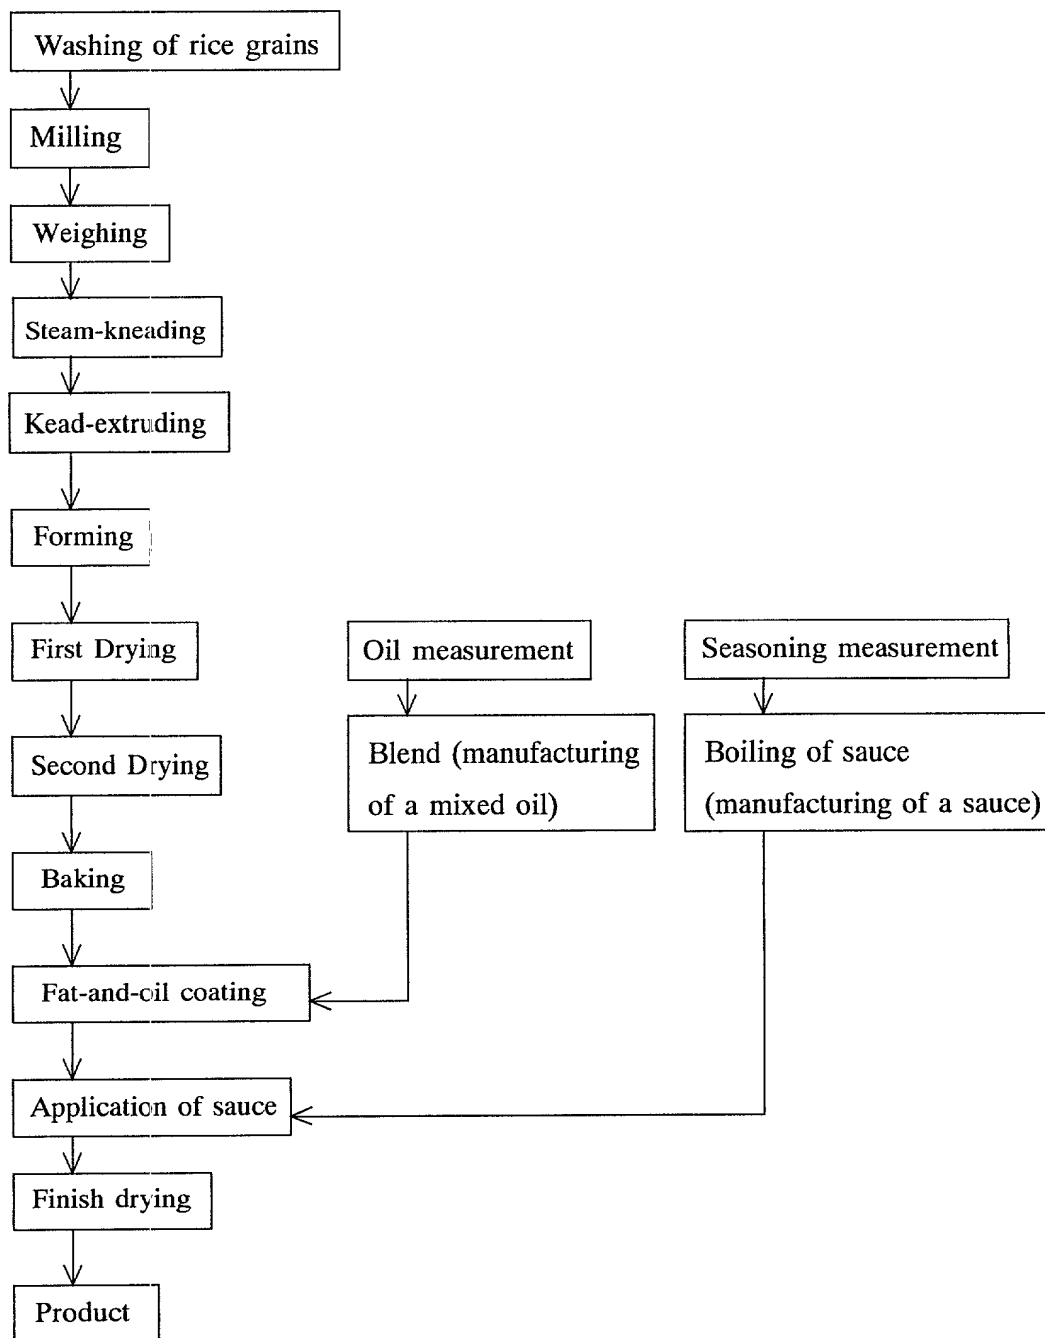 Washing of rice grains
Milling
Weighing
Steam-kneading
Kead-extruding
Forming
First Drying
Oil measurement
Seasoning measurement
Second Drying
Blend (manufacturing
of a mixed oil)
Boiling of sauce
(manufacturing of a sauce)
Baking
Fat-and-oil coating
Application of sauce
Finish drying
Product